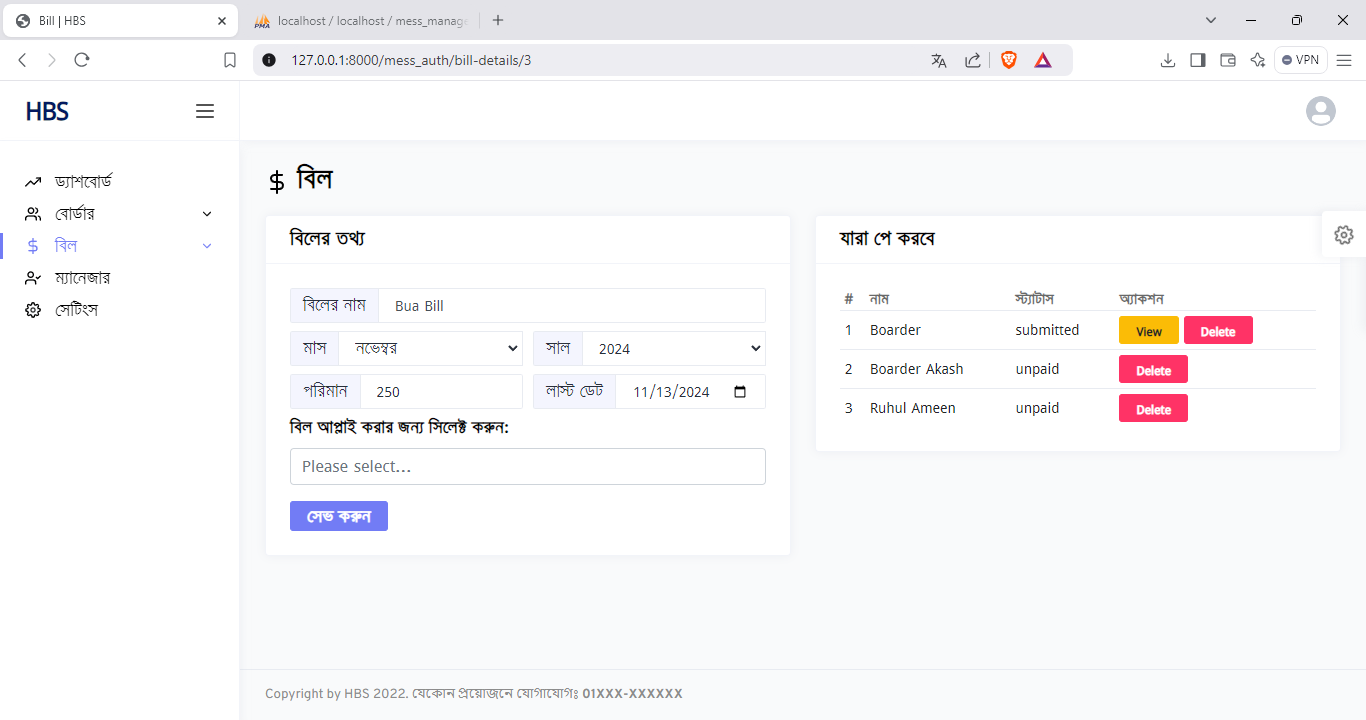 Bill | HBS
localhost / localhost / mess_manage
127.0.0.1:8000/mess_auth/bill-details/3
VPN
HBS
ড্যাশবোর্ড
বোর্ডার
বিল
ম্যানেজার
সেটিংস
$ বিল
বিলের তথ্য
বিলের নাম Bua Bill
মাস নভেম্বর সাল 2024
পরিমান 250 লাস্ট ডেট 11/13/2024
বিল আপ্লাই করার জন্য সিলেক্ট করুন:
Please select...
সেভ করুন
যারা পে করবে
# নাম স্ট্যাটাস অ্যাকশন
1 Boarder submitted View Delete
2 Boarder Akash unpaid Delete
3 Ruhul Ameen unpaid Delete
Copyright by HBS 2022. যেকোন প্রয়োজনে যোগাযোগঃ 01XXX-XXXXXX